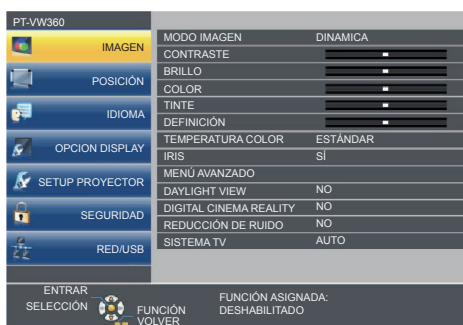 PT-VW360
IMAGEN
POSICIÓN
IDIOMA
OPCION DISPLAY
SETUP PROYECTOR
SEGURIDAD
RED/USB
MODO IMAGEN DINAMICA
CONTRASTE
BRILLO
COLOR
TINTE
DEFINICIÓN
TEMPERATURA COLOR ESTÁNDAR
IRIS SÍ
MENÚ AVANZADO
DAYLIGHT VIEW NO
DIGITAL CINEMA REALITY NO
REDUCCIÓN DE RUIDO NO
SISTEMA TV AUTO
ENTRAR
SELECCIÓN
FUNCIÓN
VOLVER
FUNCIÓN ASIGNADA:
DESHABILITADO